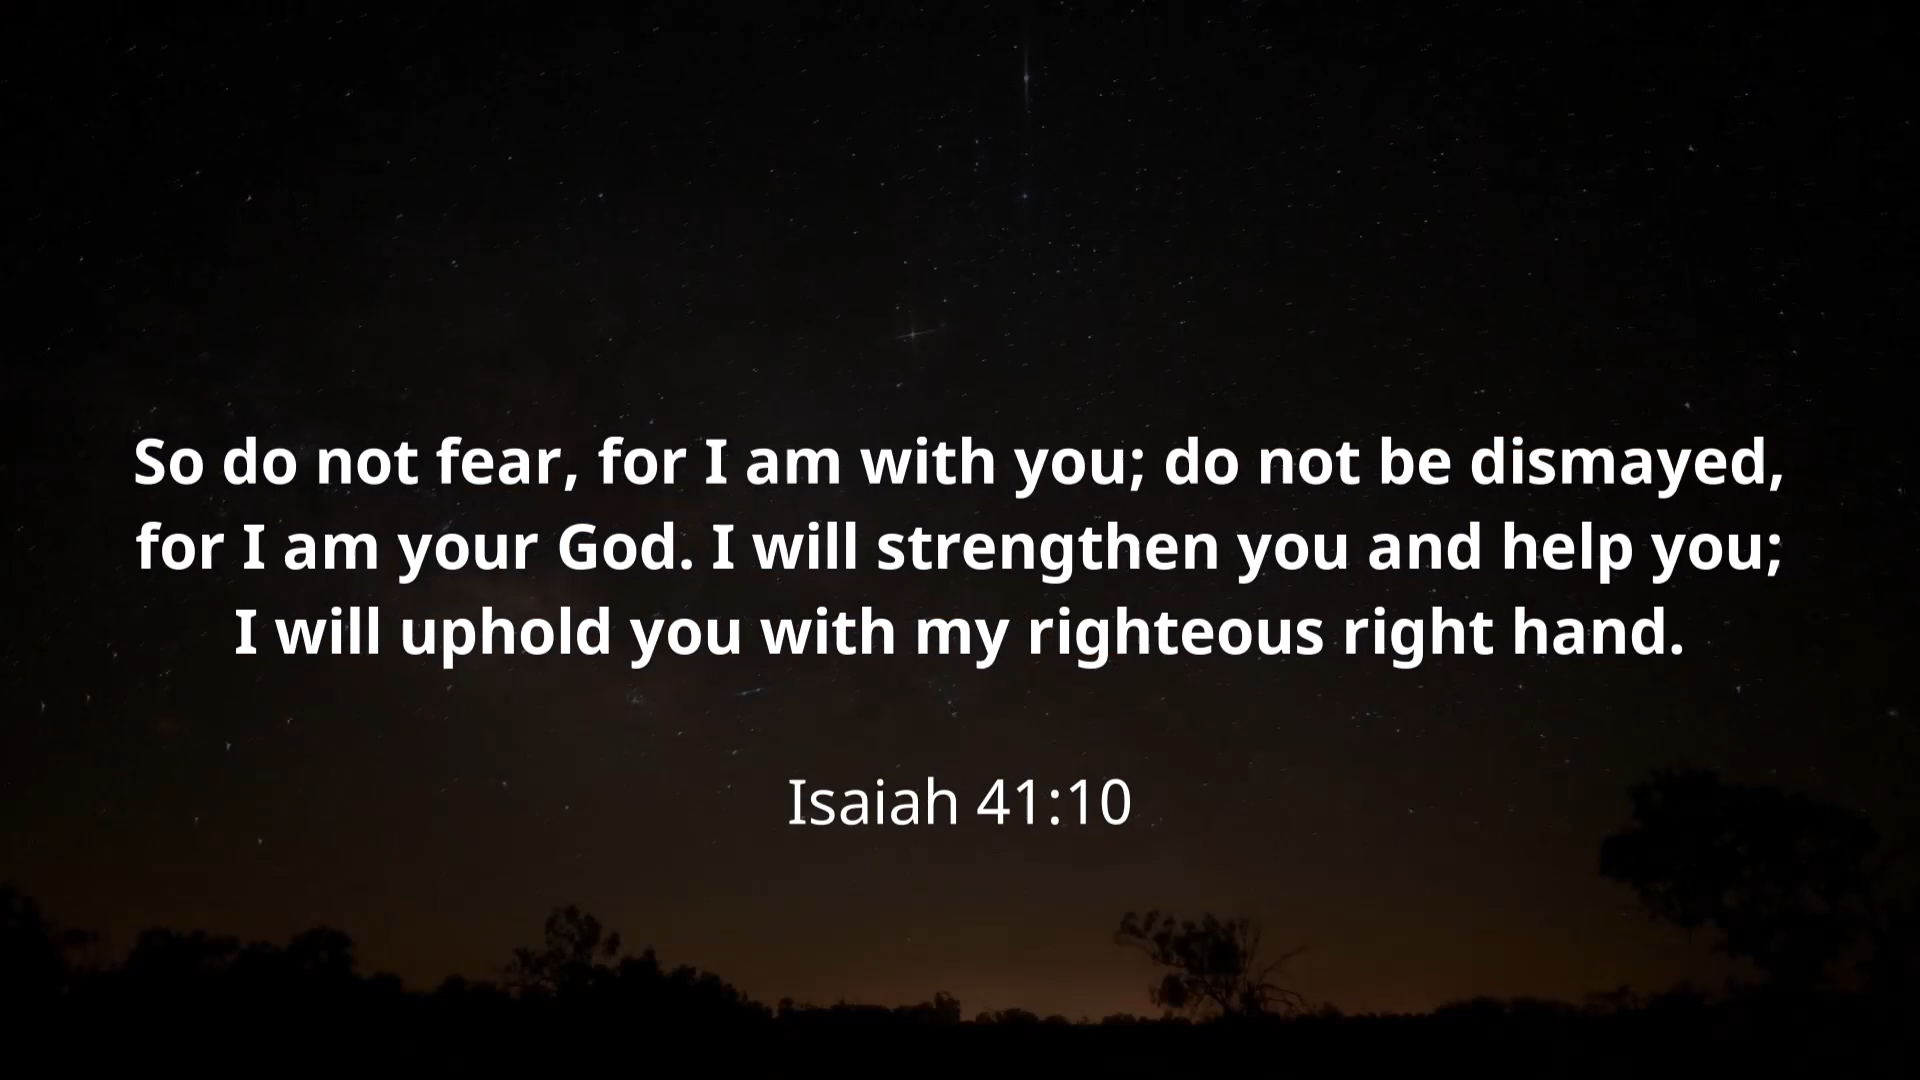 So do not fear, for I am with you; do not be dismayed,
for I am your God. I will strengthen you and help you;
I will uphold you with my righteous right hand.
Isaiah 41:10